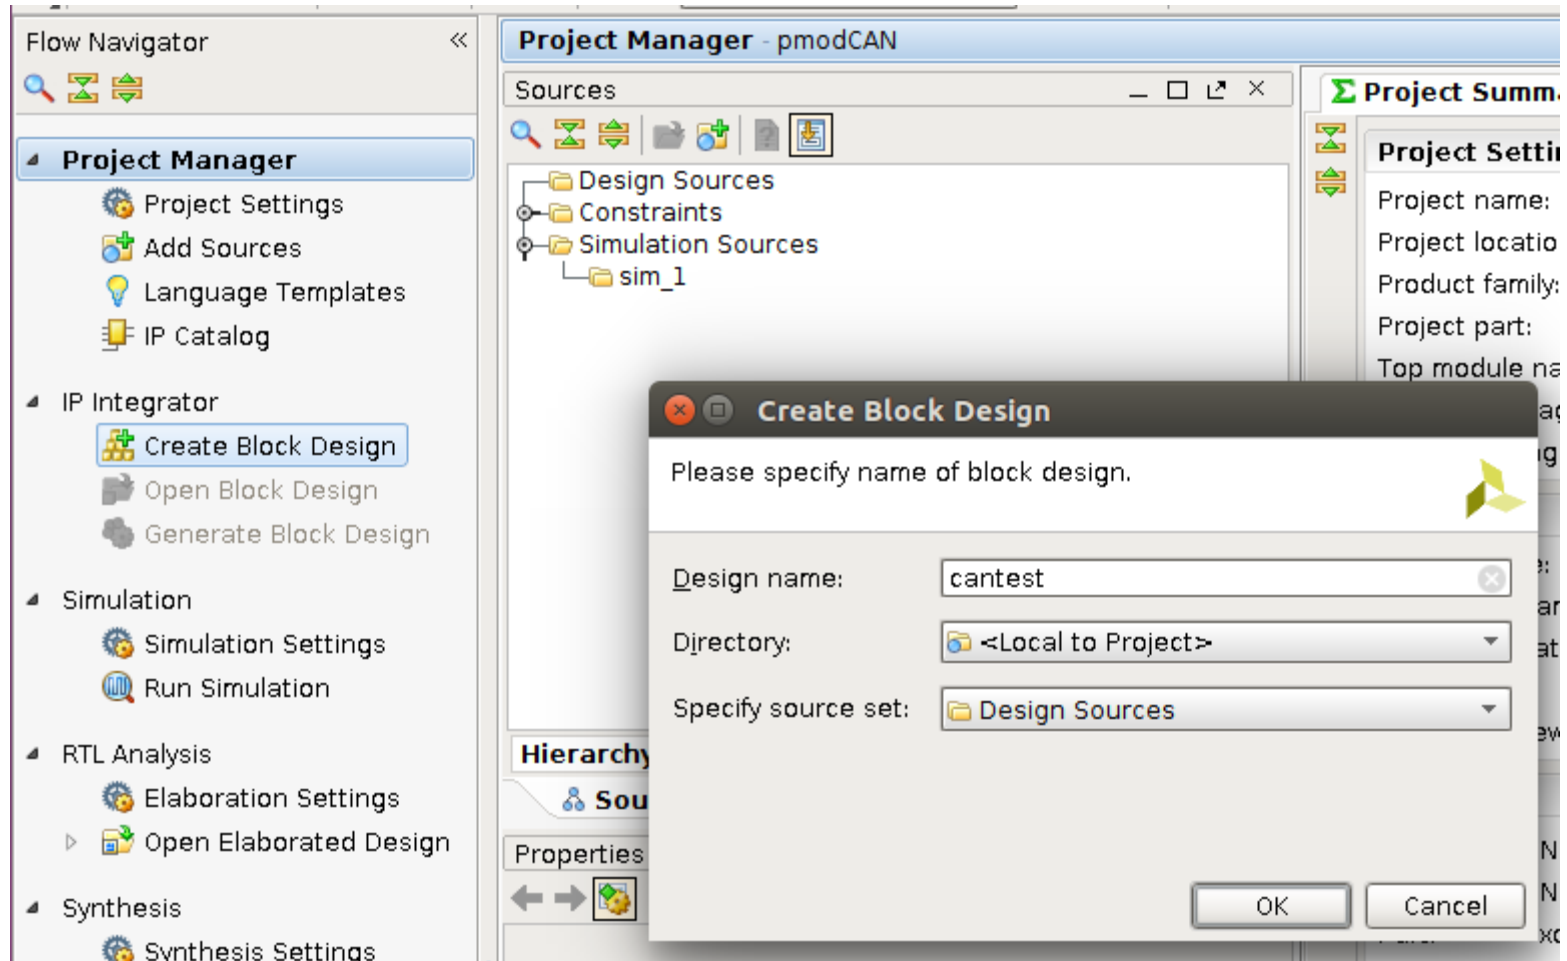 Flow Navigator
Project Manager
Project Settings
Add Sources
Language Templates
IP Catalog
IP Integrator
Create Block Design
Open Block Design
Generate Block Design
Simulation
Simulation Settings
Run Simulation
RTL Analysis
Elaboration Settings
Open Elaborated Design
Synthesis
Synthesis Settings
Project Manager - pmodCAN
Sources
Design Sources
Constraints
Simulation Sources
sim_1
Hierarchy
Sou
Properties
Project Summ
Project Settin
Project name:
Project locatio
Product family:
Project part:
Top module na
Create Block Design
Please specify name of block design.
Design name: cantest
Directory: <Local to Project>
Specify source set: Design Sources
OK Cancel